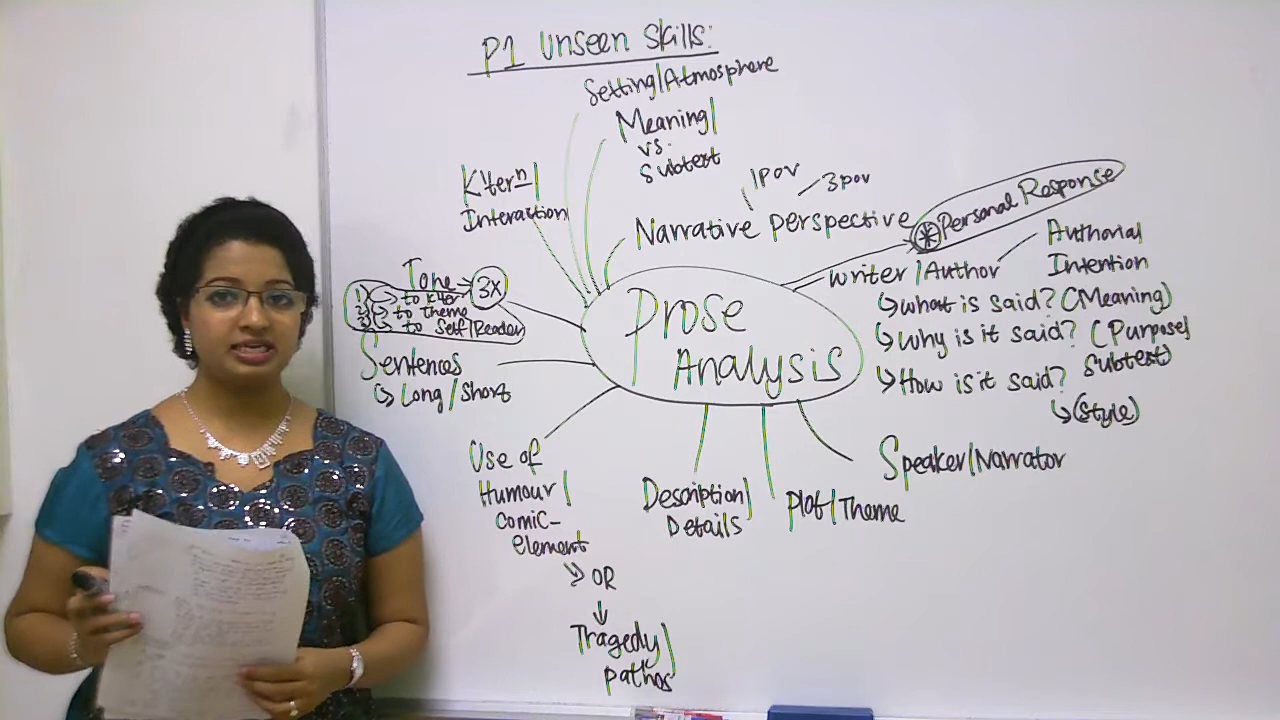 P1 Unseen Skills:
Setting/Atmosphere
Meaning/
vs.
Subtext
K'ter n/
Interaction
1POV
3POV
Narrative perspective
* Personal Response
Writer/Author
Authorial
Intention
what is said? (Meaning)
Why is it said? (Purpose/
Subtext)
How is it said?
(Style)
Prose
Analysis
Tone
3x
1) to K'ter
2) to theme
3) to Self/Reader
Sentences
Long/Short
Use of
Humour/
Comic-
element
OR
Tragedy/
pathos
Description/
Details
Plot/Theme
Speaker/Narrator